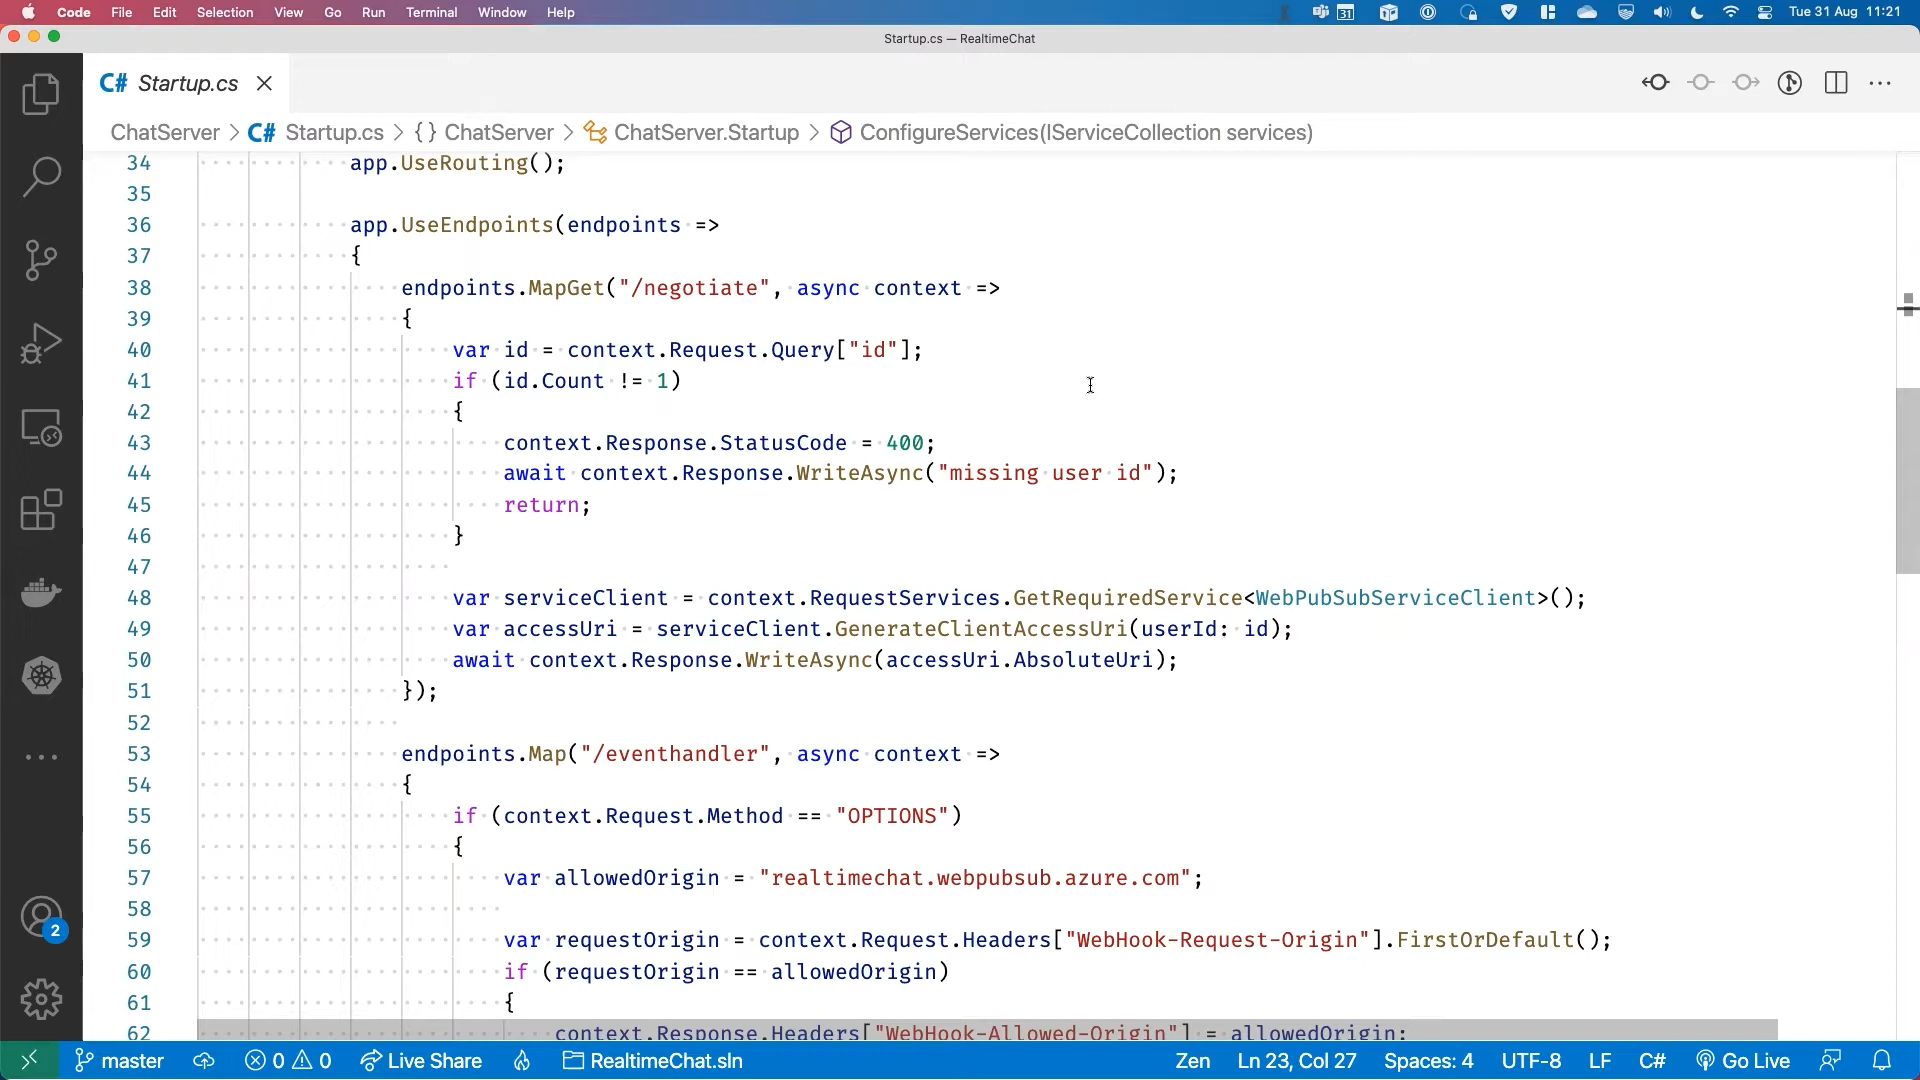 Code File Edit Selection View Go Run Terminal Window Help
31
Tue 31 Aug 11:21
Startup.cs — RealtimeChat
C# Startup.cs
ChatServer > C# Startup.cs > {} ChatServer > ChatServer.Startup > ConfigureServices(IServiceCollection services)
34 app.UseRouting();
35
36 app.UseEndpoints(endpoints =>
37 {
38 endpoints.MapGet("/negotiate", async context =>
39 {
40 var id = context.Request.Query["id"];
41 if (id.Count != 1)
42 {
43 context.Response.StatusCode = 400;
44 await context.Response.WriteAsync("missing user id");
45 return;
46 }
47
48 var serviceClient = context.RequestServices.GetRequiredService<WebPubSubServiceClient>();
49 var accessUri = serviceClient.GenerateClientAccessUri(userId: id);
50 await context.Response.WriteAsync(accessUri.AbsoluteUri);
51 });
52
53 endpoints.Map("/eventhandler", async context =>
54 {
55 if (context.Request.Method == "OPTIONS")
56 {
57 var allowedOrigin = "realtimechat.webpubsub.azure.com";
58
59 var requestOrigin = context.Request.Headers["WebHook-Request-Origin"].FirstOrDefault();
60 if (requestOrigin == allowedOrigin)
61 {
62 context.Response.Headers["WebHook-Allowed-Origin"] = allowedOrigin;
2
master 0 0 Live Share RealtimeChat.sln Zen Ln 23, Col 27 Spaces: 4 UTF-8 LF C# Go Live